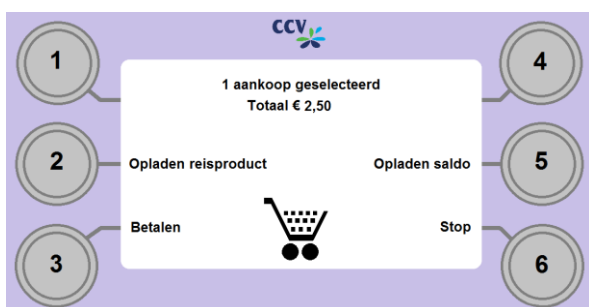 CCV
1
4
1 aankoop geselecteerd
Totaal € 2,50
2
Opladen reisproduct
Opladen saldo
5
Betalen
Stop
3
6